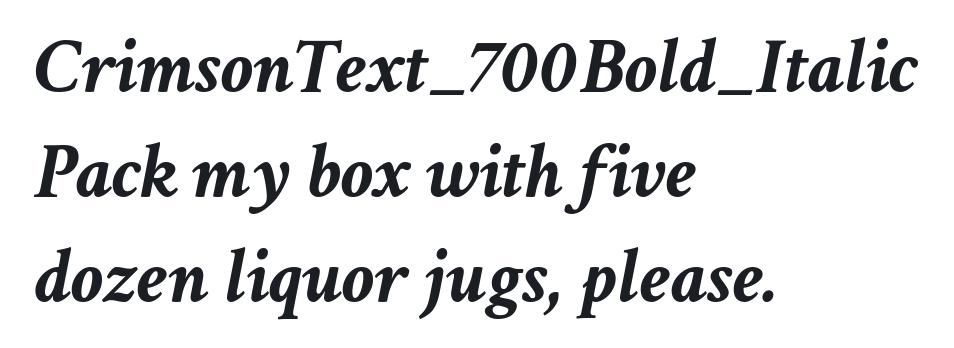 CrimsonText_700Bold_Italic
Pack my box with five
dozen liquor jugs, please.